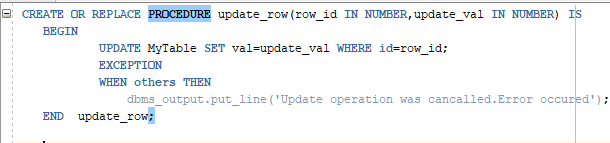 CREATE OR REPLACE PROCEDURE update_row(row_id IN NUMBER,update_val IN NUMBER) IS
BEGIN
UPDATE MyTable SET val=update_val WHERE id=row_id;
EXCEPTION
WHEN others THEN
dbms_output.put_line('Update operation was cancalled.Error occured');
END update_row;